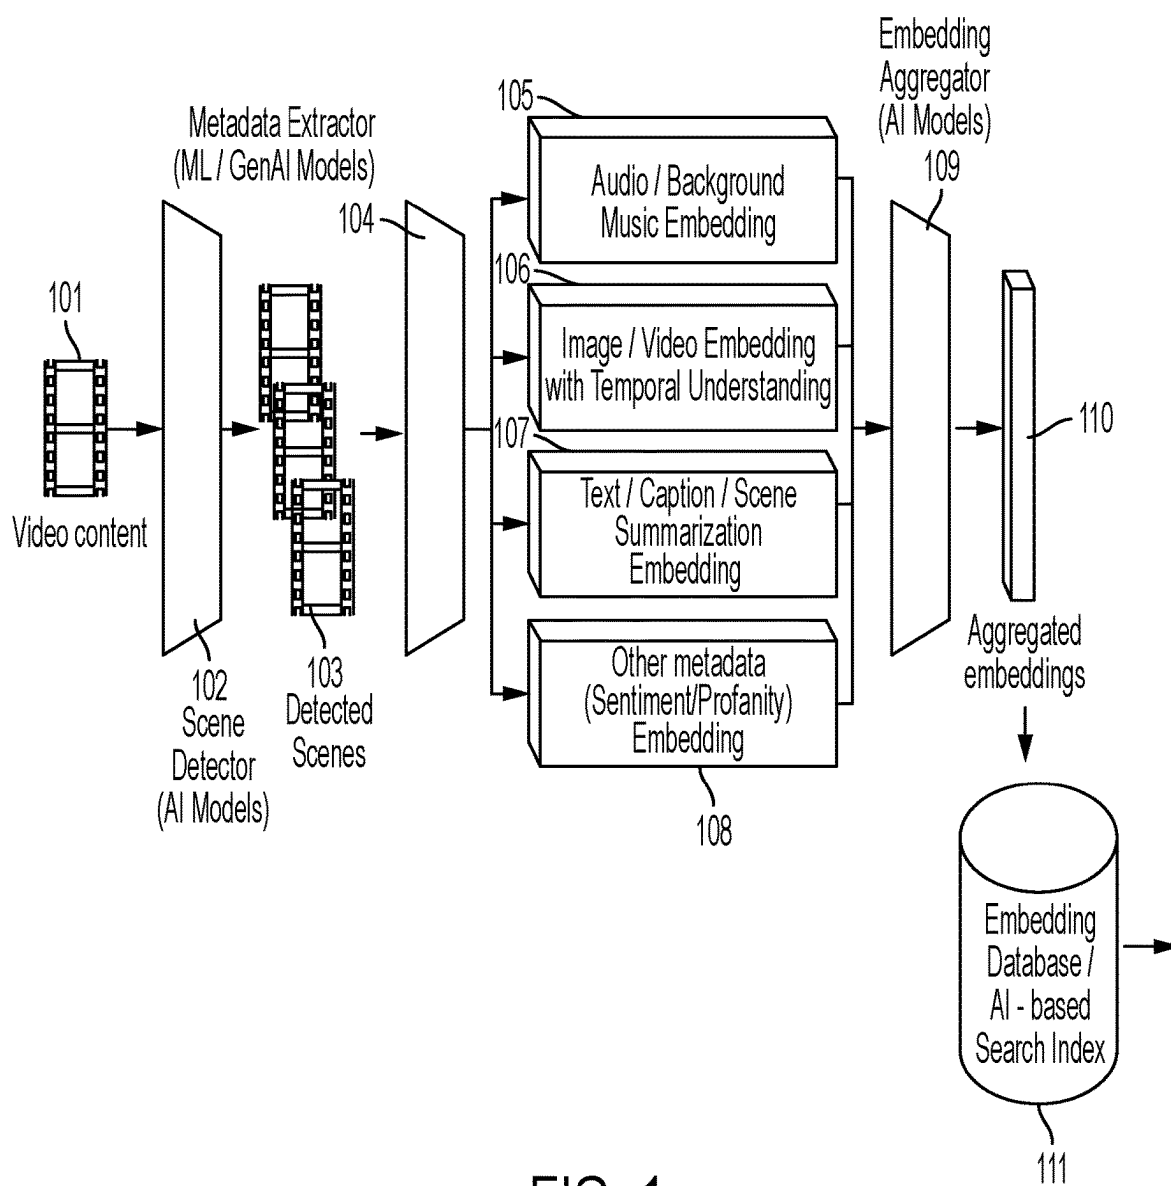 Embedding
Aggregator
(AI Models)
109
105
Metadata Extractor
(ML / GenAI Models)
104
Audio / Background
Music Embedding
106
Image / Video Embedding
with Temporal Understanding
101
Video content
107
Text / Caption / Scene
Summarization
Embedding
110
Aggregated
embeddings
102
Scene
Detector
(AI Models)
103
Detected
Scenes
Other metadata
(Sentiment/Profanity)
Embedding
108
Embedding
Database /
AI - based
Search Index
111
FIG. 1